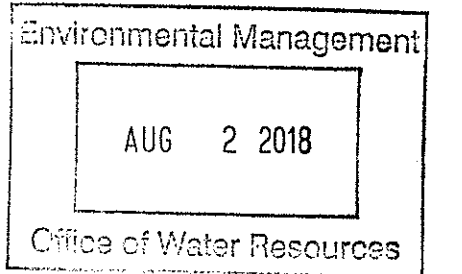 Environmental Management
AUG 2 2018
Office of Water Resources